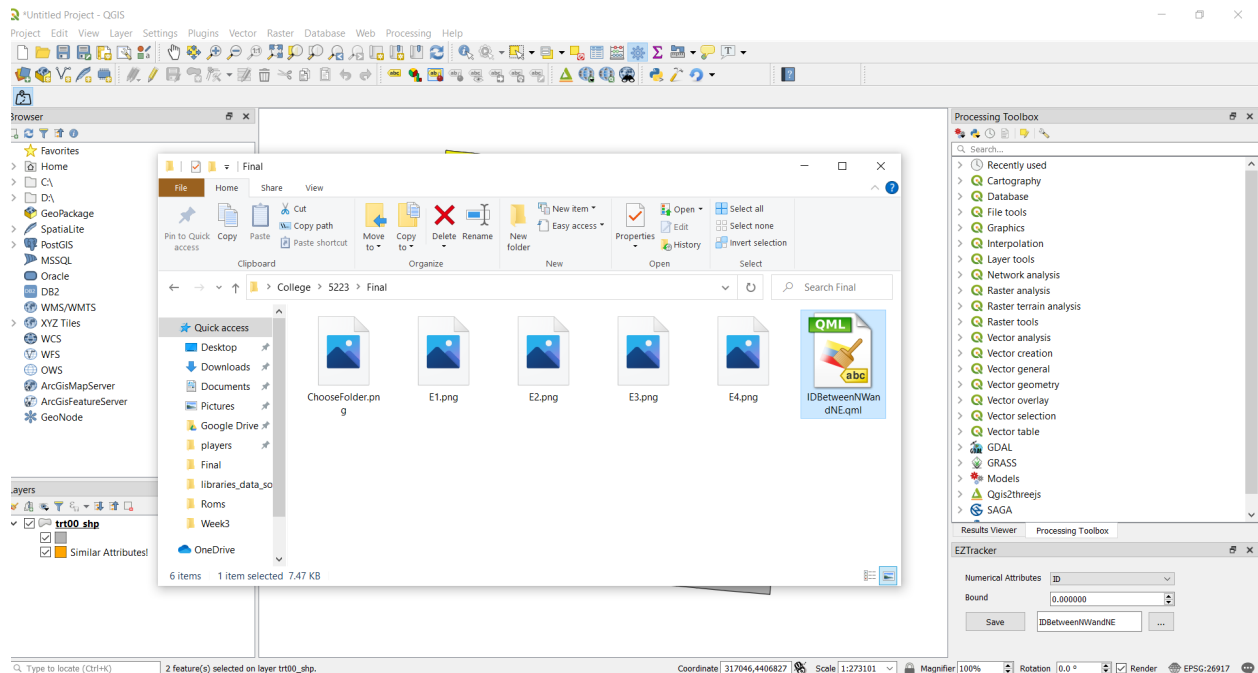 *Untitled Project - QGIS
Project Edit View Layer Settings Plugins Vector Raster Database Web Processing Help
Browser
Favorites
Home
C:\
D:\
GeoPackage
SpatiaLite
PostGIS
MSSQL
Oracle
DB2
WMS/WMTS
XYZ Tiles
WCS
WFS
OWS
ArcGisMapServer
ArcGisFeatureServer
GeoNode
Layers
trt00_shp
Similar Attributes!
Final
File Home Share View
Pin to Quick access
Copy
Paste
Cut
Copy path
Paste shortcut
Clipboard
Move to
Copy to
Delete
Rename
Organize
New folder
New item
Easy access
New
Properties
Open
Edit
History
Open
Select all
Select none
Invert selection
Select
College > 5223 > Final
Search Final
Quick access
Desktop
Downloads
Documents
Pictures
Google Drive
players
Final
libraries_data_so
Roms
Week3
OneDrive
ChooseFolder.pn
g
E1.png
E2.png
E3.png
E4.png
QML
abc
IDBetweenNWan
dNE.qml
6 items 1 item selected 7.47 KB
Processing Toolbox
Search...
Recently used
Cartography
Database
File tools
Graphics
Interpolation
Layer tools
Network analysis
Raster analysis
Raster terrain analysis
Raster tools
Vector analysis
Vector creation
Vector general
Vector geometry
Vector overlay
Vector selection
Vector table
GDAL
GRASS
Models
Qgis2threejs
SAGA
Results Viewer Processing Toolbox
EZTracker
Numerical Attributes ID
Bound 0.000000
Save IDBetweenNWandNE ...
Type to locate (Ctrl+K) 2 feature(s) selected on layer trt00_shp. Coordinate 317046,4406827 Scale 1:273101 Magnifier 100% Rotation 0.0 ° Render EPSG:26917